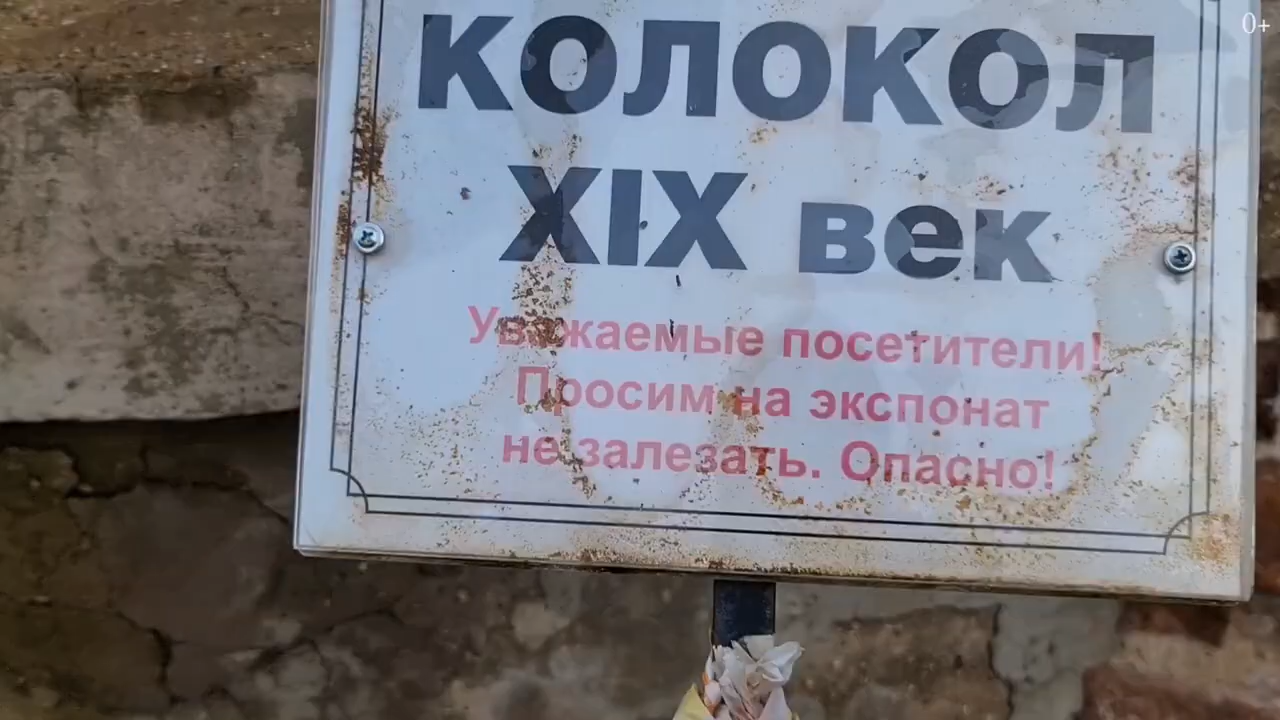 0+
КОЛОКОЛ
XIX век
Уважаемые посетители!
Просим на экспонат
не залезать. Опасно!